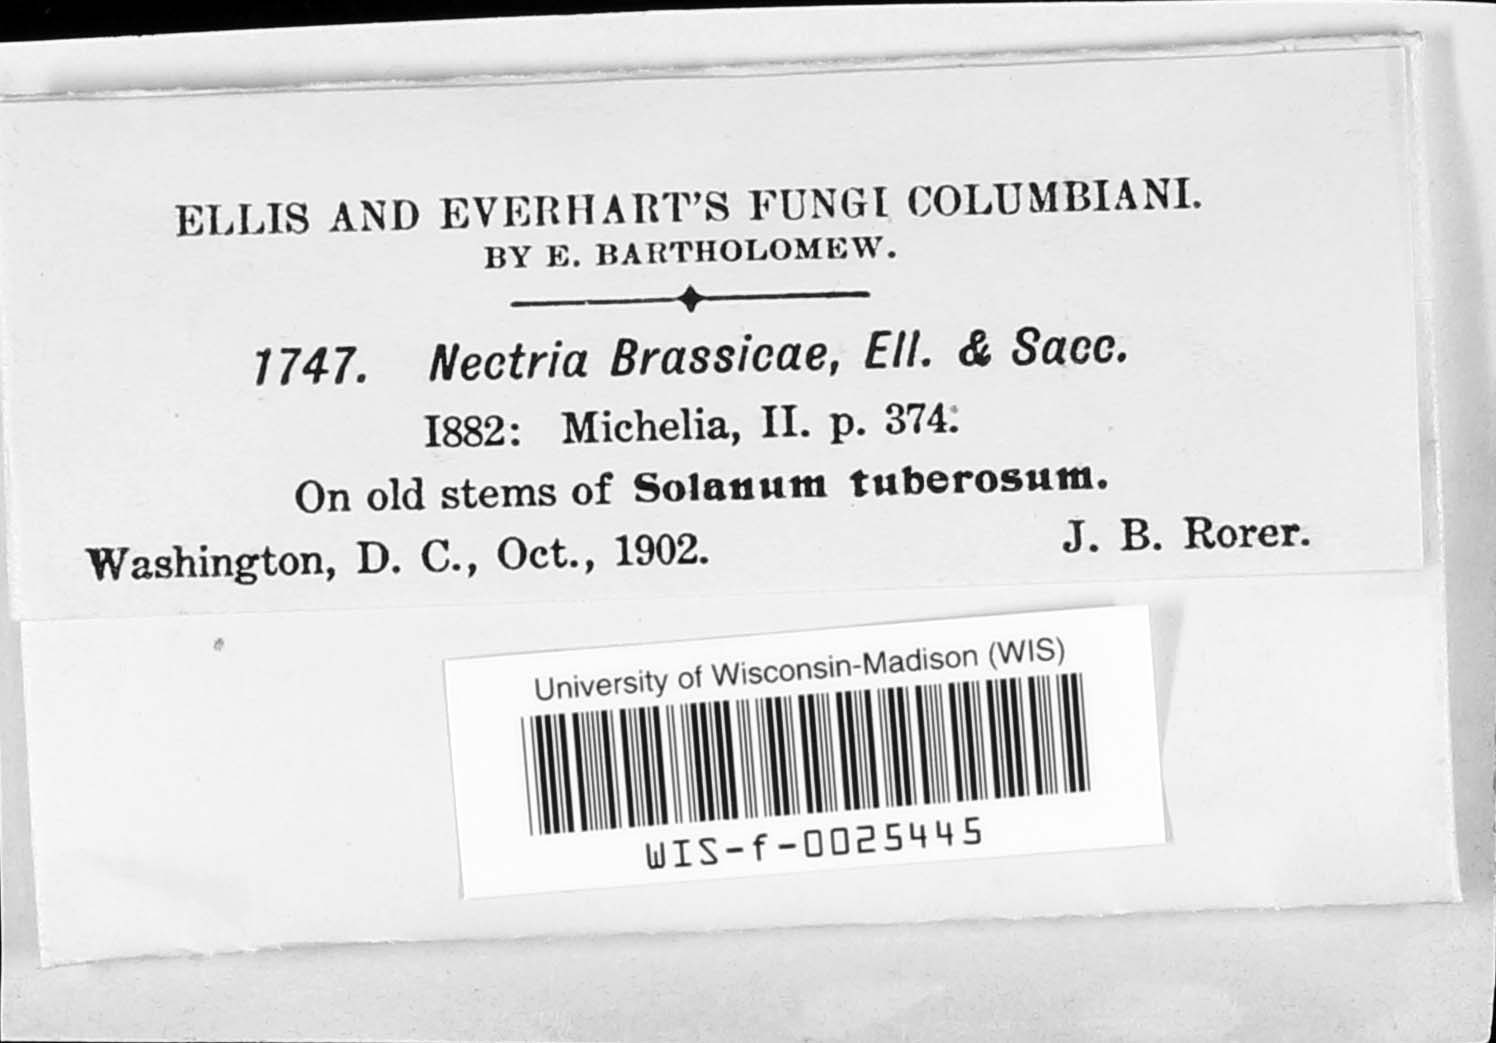 ELLIS AND EVERHART'S FUNGI COLUMBIANI.
BY E. BARTHOLOMEW.
1747. Nectria Brassicae, Ell. & Sacc.
1882: Michelia, II. p. 374.
On old stems of Solanum tuberosum.
Washington, D. C., Oct., 1902. J. B. Rorer.
University of Wisconsin-Madison (WIS)
WIS-f-0025445